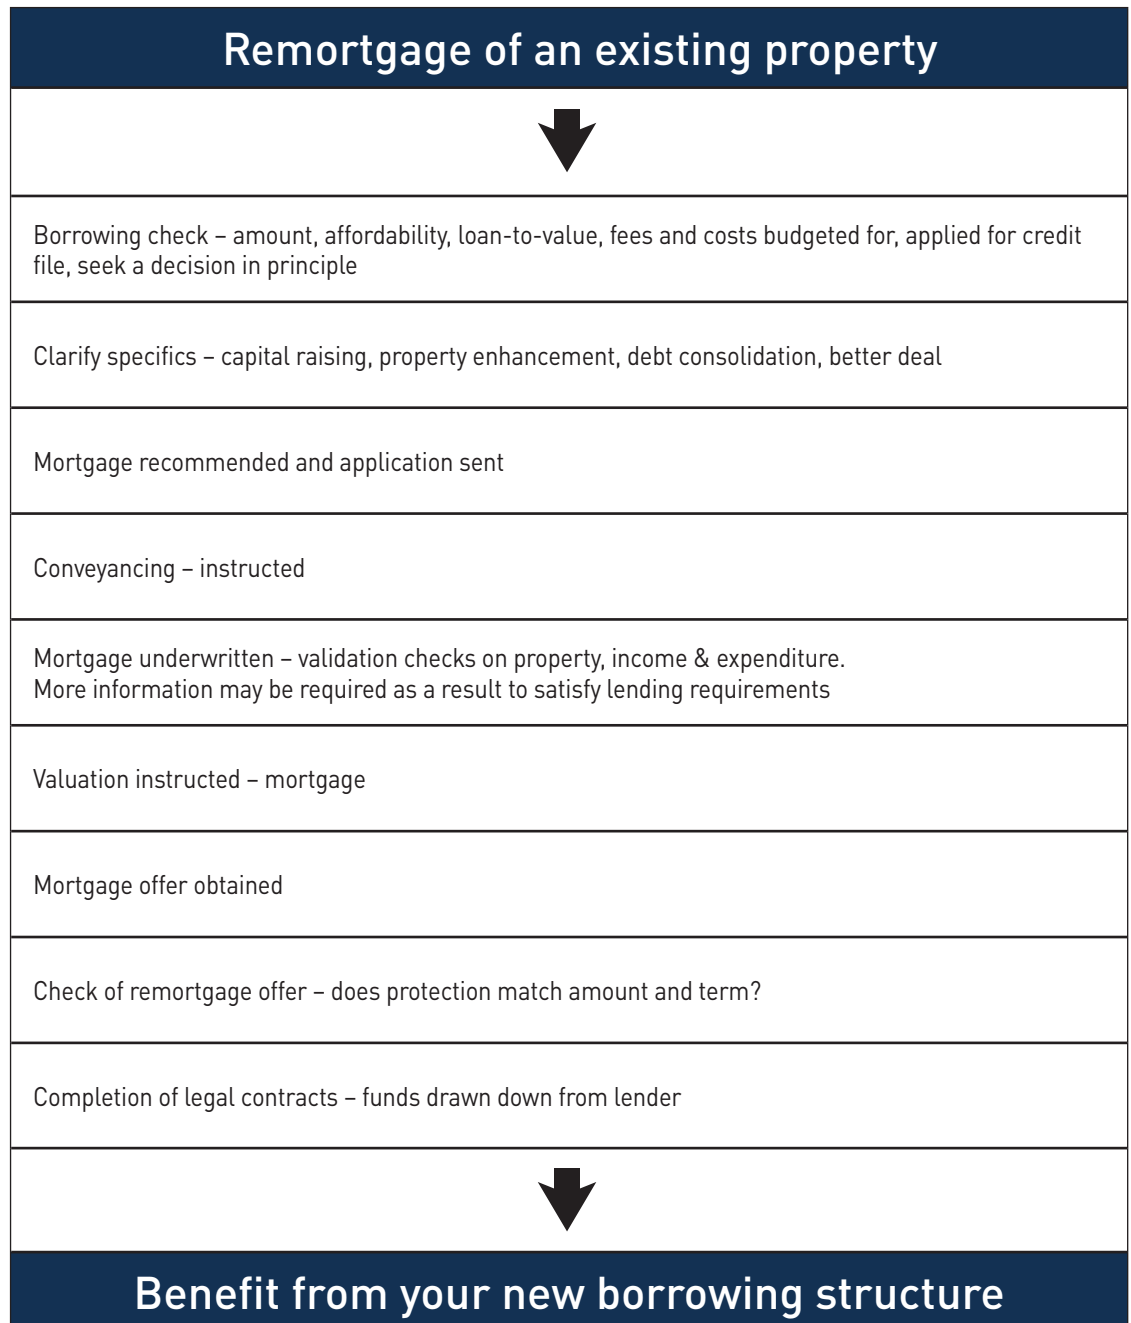 Remortgage of an existing property
Borrowing check – amount, affordability, loan-to-value, fees and costs budgeted for, applied for credit
file, seek a decision in principle
Clarify specifics – capital raising, property enhancement, debt consolidation, better deal
Mortgage recommended and application sent
Conveyancing – instructed
Mortgage underwritten – validation checks on property, income & expenditure.
More information may be required as a result to satisfy lending requirements
Valuation instructed – mortgage
Mortgage offer obtained
Check of remortgage offer – does protection match amount and term?
Completion of legal contracts – funds drawn down from lender
Benefit from your new borrowing structure